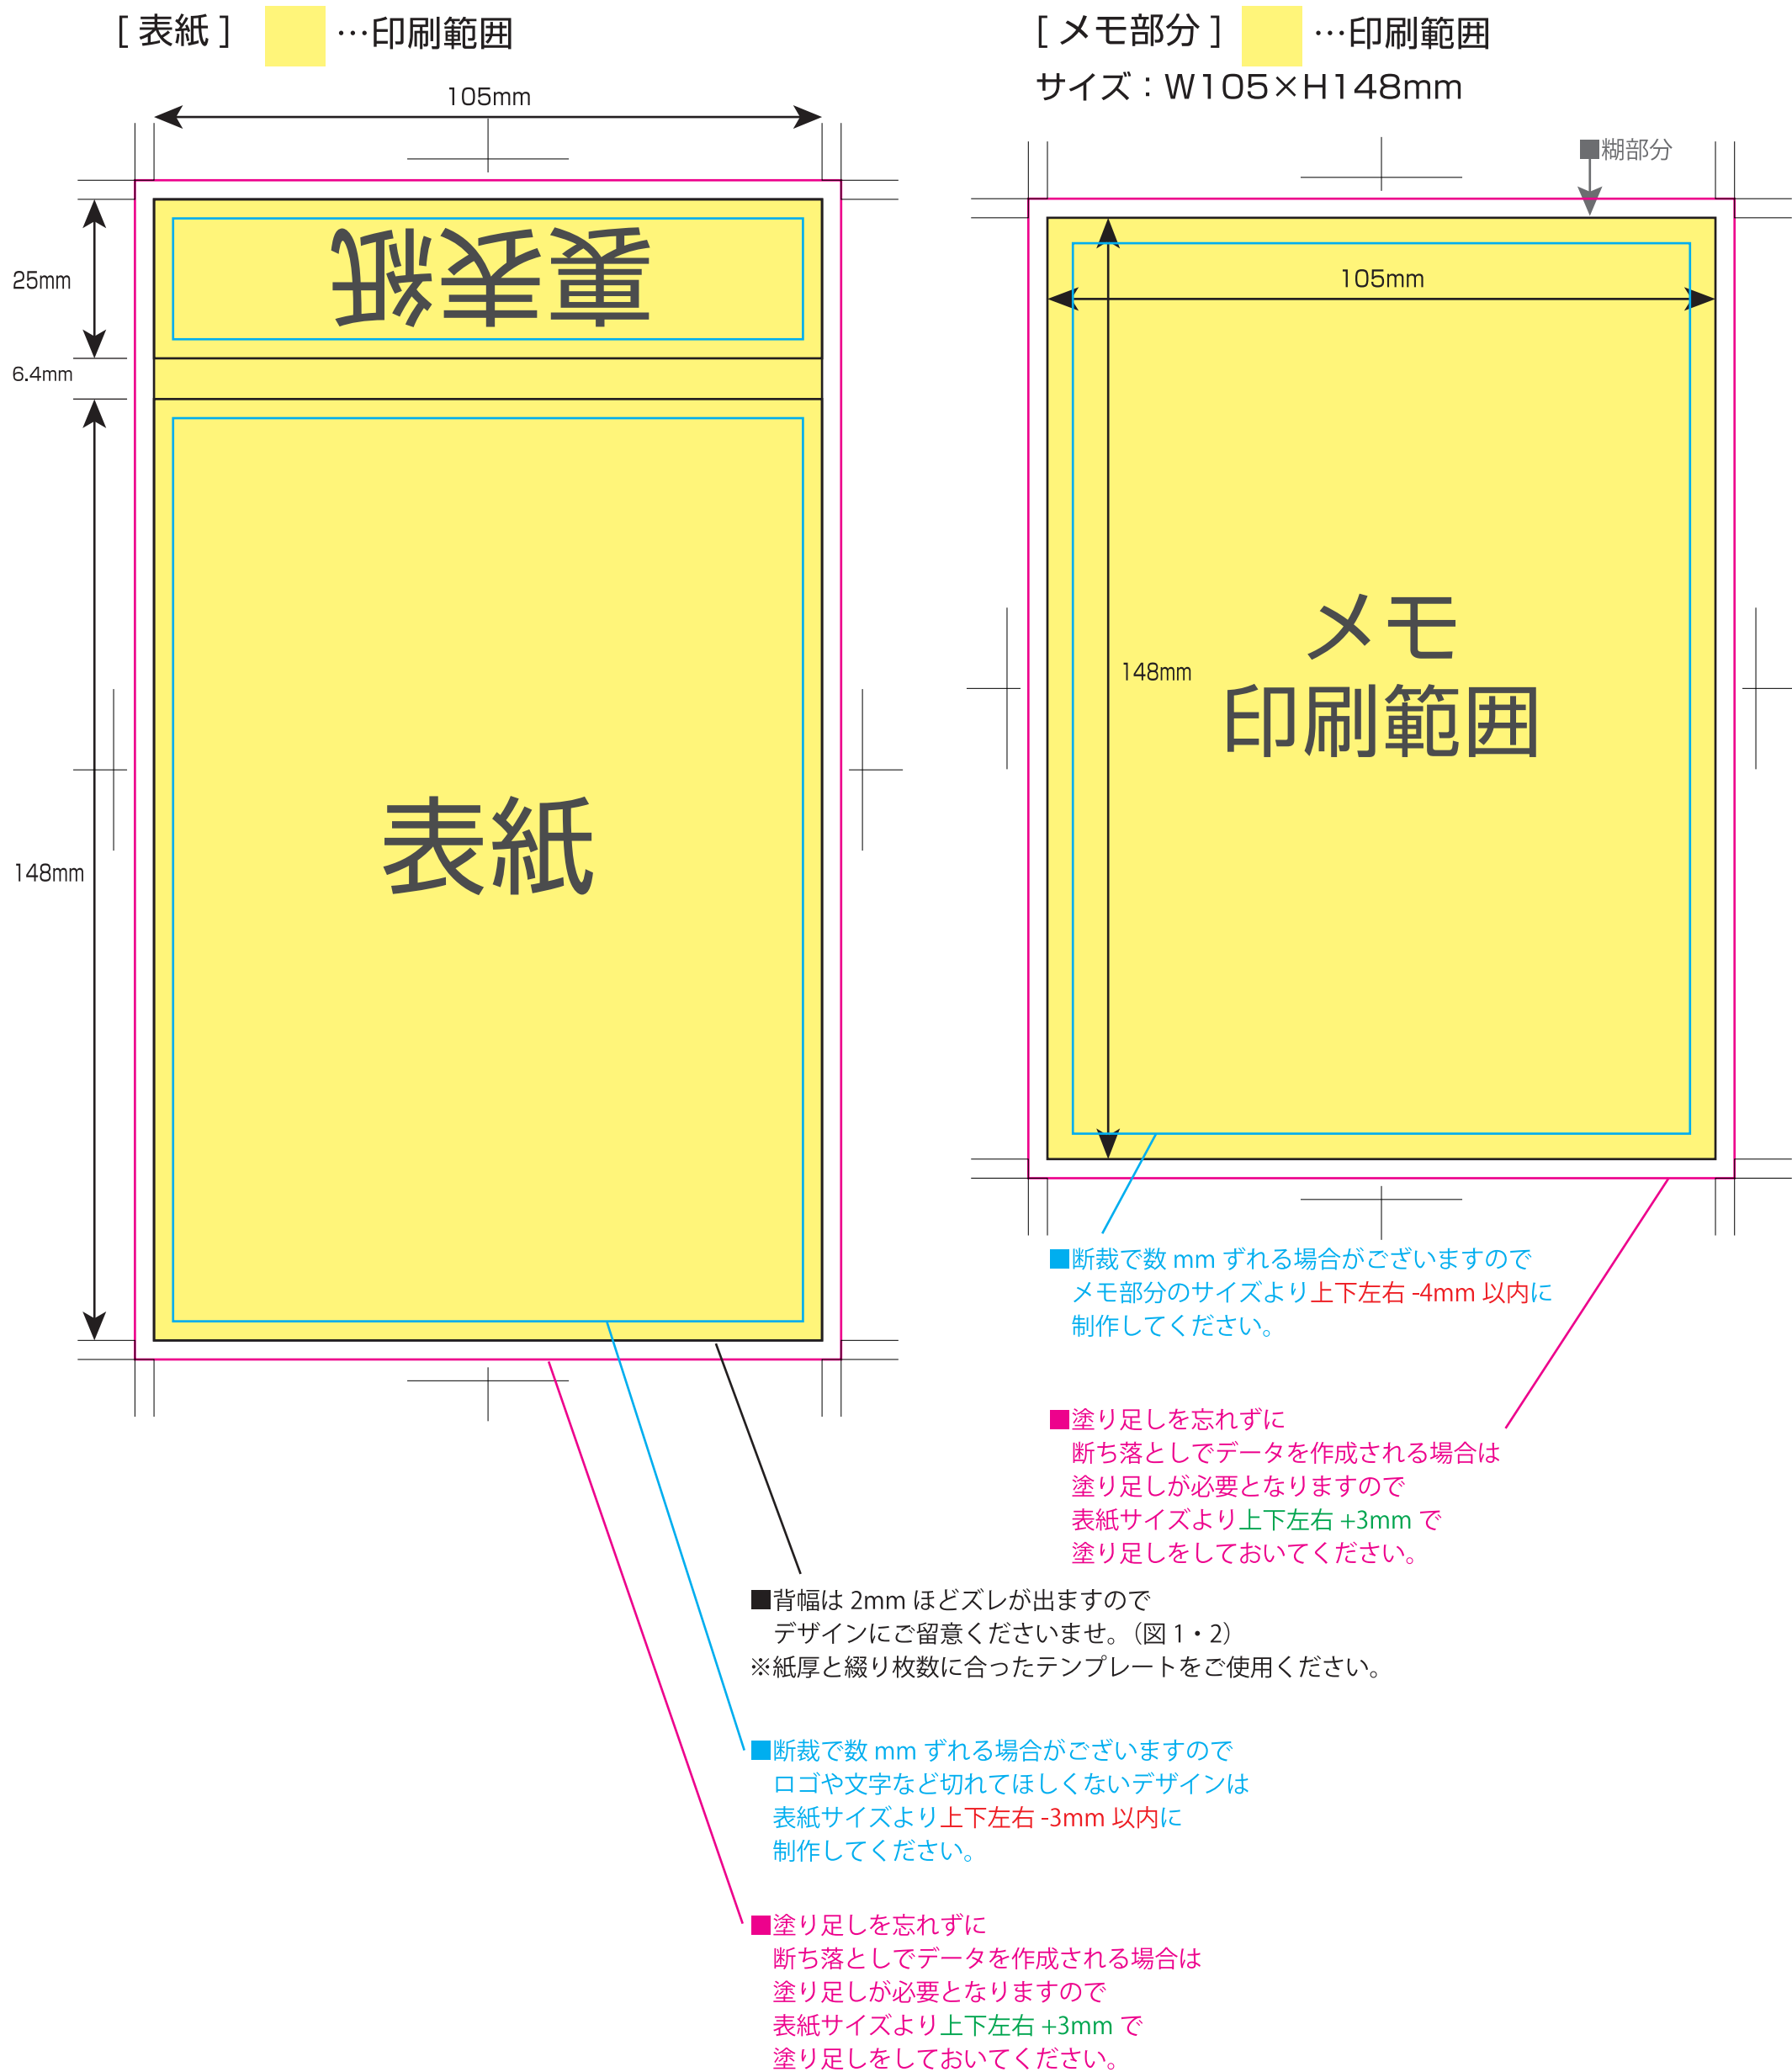 [ 表紙 ] …印刷範囲
105mm
25mm
裏表紙
6.4mm
148mm
表紙
[ メモ部分 ] …印刷範囲
サイズ：W105×H148mm
■糊部分
105mm
148mm
メモ
印刷範囲
■断裁で数 mm ずれる場合がございますので
メモ部分のサイズより上下左右 -4mm 以内に
制作してください。
■塗り足しを忘れずに
断ち落としでデータを作成される場合は
塗り足しが必要となりますので
表紙サイズより上下左右 +3mm で
塗り足しをしておいてください。
■背幅は 2mm ほどズレが出ますので
デザインにご留意くださいませ。（図 1・2）
※紙厚と綴り枚数に合ったテンプレートをご使用ください。
■断裁で数 mm ずれる場合がございますので
ロゴや文字など切れてほしくないデザインは
表紙サイズより上下左右 -3mm 以内に
制作してください。
■塗り足しを忘れずに
断ち落としでデータを作成される場合は
塗り足しが必要となりますので
表紙サイズより上下左右 +3mm で
塗り足しをしておいてください。